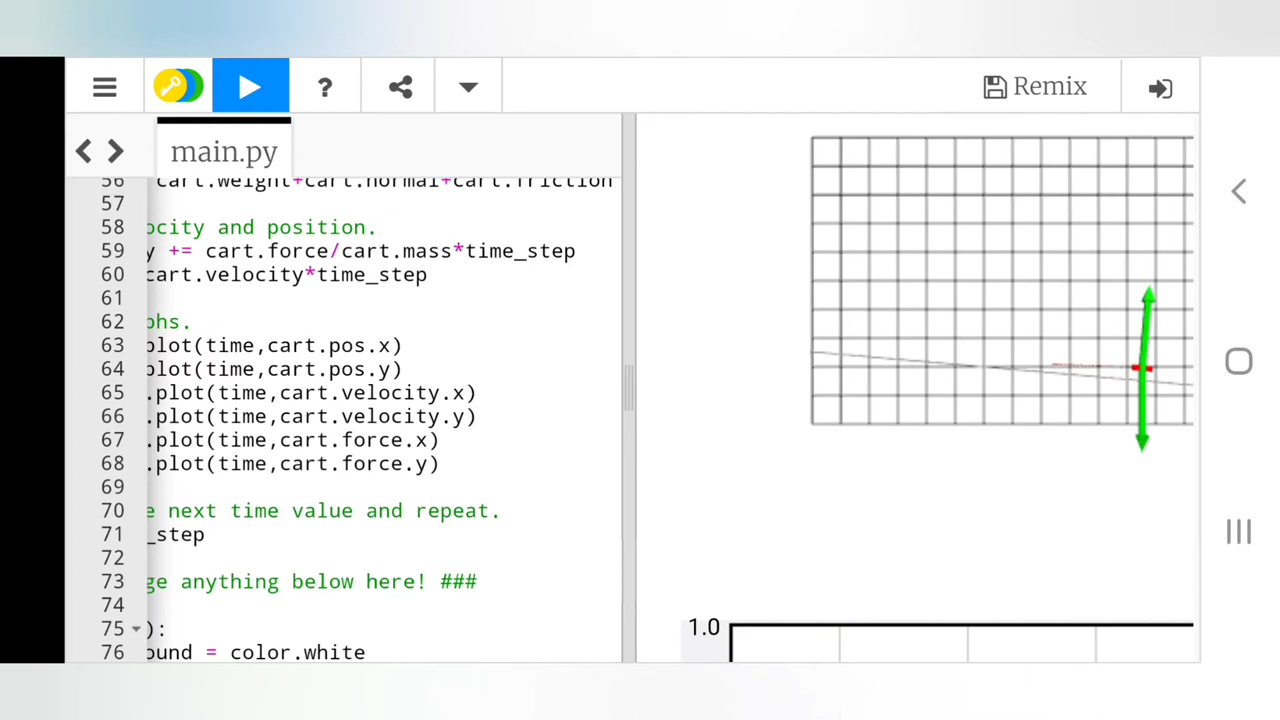 ?
Remix
main.py
56 cart.weight+cart.normal+cart.friction
57
58 ocity and position.
59 y += cart.force/cart.mass*time_step
60 cart.velocity*time_step
61
62 phs.
63 plot(time,cart.pos.x)
64 plot(time,cart.pos.y)
65 .plot(time,cart.velocity.x)
66 .plot(time,cart.velocity.y)
67 .plot(time,cart.force.x)
68 .plot(time,cart.force.y)
69
70 e next time value and repeat.
71 _step
72
73 ge anything below here! ###
74
75 ):
76 ound = color.white
1.0